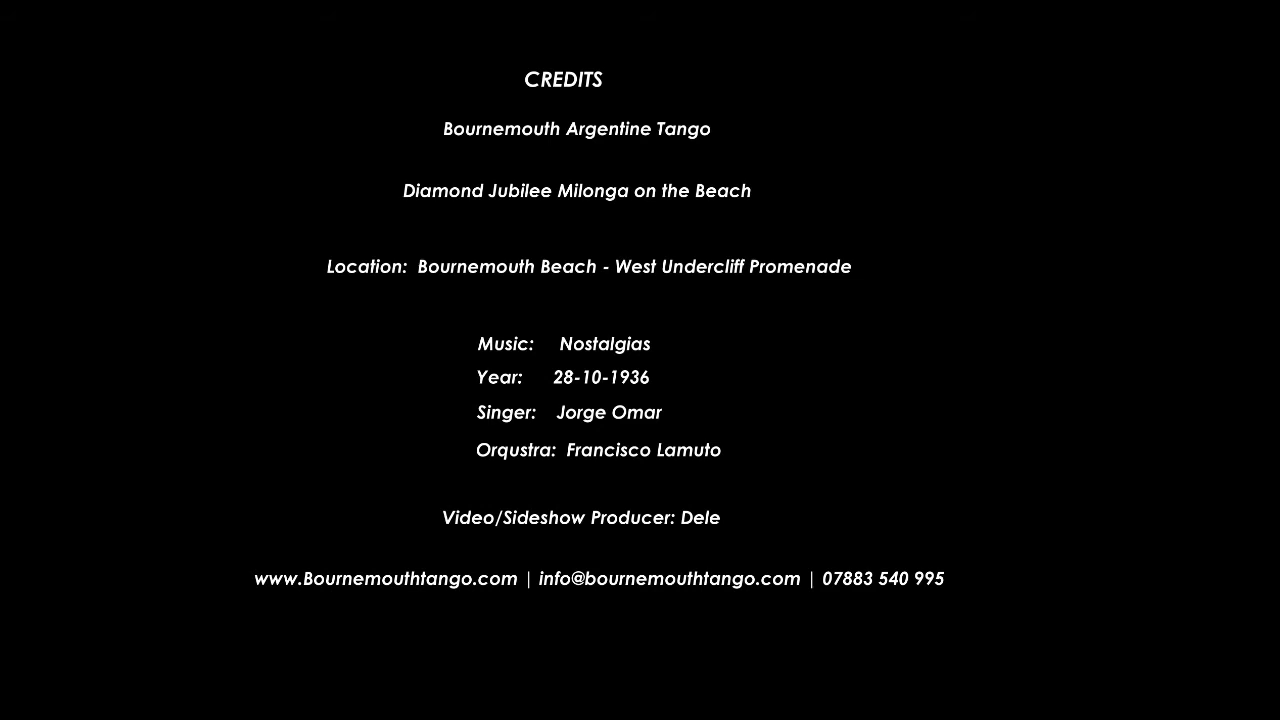 CREDITS
Bournemouth Argentine Tango
Diamond Jubilee Milonga on the Beach
Location: Bournemouth Beach - West Undercliff Promenade
Music: Nostalgias
Year: 28-10-1936
Singer: Jorge Omar
Orqustra: Francisco Lamuto
Video/Sideshow Producer: Dele
www.Bournemouthtango.com | info@bournemouthtango.com | 07883 540 995